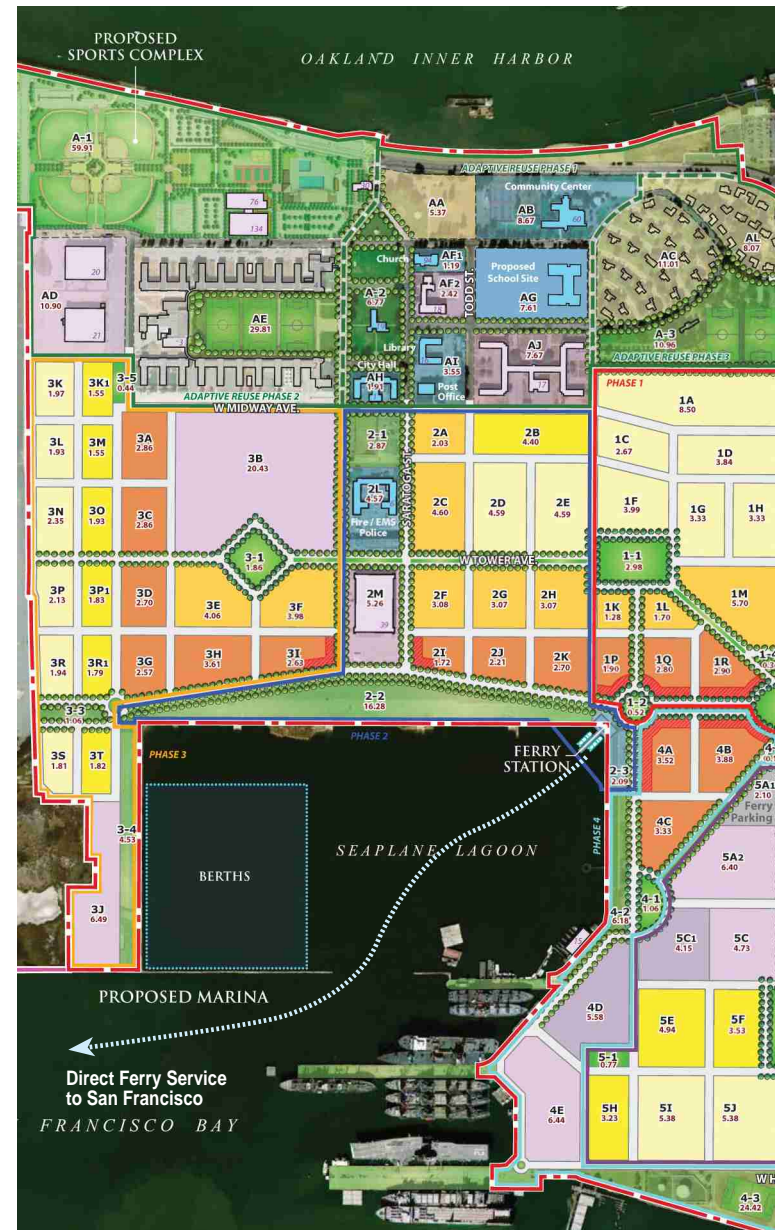 PROPOSED
SPORTS COMPLEX
OAKLAND INNER HARBOR
A-1
59.91
ADAPTIVE REUSE PHASE 1
Community Center
AA
5.37
AB
8.67
60
76
134
AC
11.01
AL
8.07
Church
94
AF1
1.19
AF2
2.42
18
TODD ST.
Proposed
School Site
AG
7.61
AD
10.90
20
21
AE
29.81
A-2
6.77
A-3
10.96
Library
AI
3.55
AJ
7.67
17
City Hall
AH
1.91
Post
Office
ADAPTIVE REUSE PHASE 3
ADAPTIVE REUSE PHASE 2
W MIDWAY AVE.
PHASE 1
3K
1.97
3K1
1.55
3-5
0.44
1A
8.50
3L
1.93
3M
1.55
3A
2.86
3B
20.43
2-1
2.87
2A
2.03
2B
4.40
1C
2.67
1D
3.84
SARATOGA ST.
3N
2.35
3O
1.93
3C
2.86
2L
4.57
Fire / EMS
Police
2C
4.60
2D
4.59
2E
4.59
1F
3.99
1G
3.33
1H
3.33
W TOWER AVE.
3-1
1.86
1-1
2.98
3P
2.13
3P1
1.83
3D
2.70
3E
4.06
3F
3.98
2M
5.26
39
2F
3.08
2G
3.07
2H
3.07
1K
1.28
1L
1.70
1M
5.70
3R
1.94
3R1
1.79
3G
2.57
3H
3.61
3I
2.63
2I
1.72
2J
2.21
2K
2.70
1P
1.90
1Q
2.80
1R
2.90
1-4
3-3
1.06
2-2
16.28
1-2
0.52
PHASE 3
PHASE 2
FERRY
STATION
2-3
2.09
3S
1.81
3T
1.82
4A
3.52
4B
3.88
5A1
2.10
Ferry
Parking
3-4
4.53
SEAPLANE LAGOON
PHASE 4
4C
3.33
BERTHS
5A2
6.40
3J
6.49
4-1
1.06
4-2
6.18
5C1
4.15
5C
4.73
PROPOSED MARINA
4D
5.58
5E
4.94
5F
3.53
5-1
0.77
Direct Ferry Service
to San Francisco
4E
6.44
5H
3.23
5I
5.38
5J
5.38
FRANCISCO BAY
W H
4-3
24.42